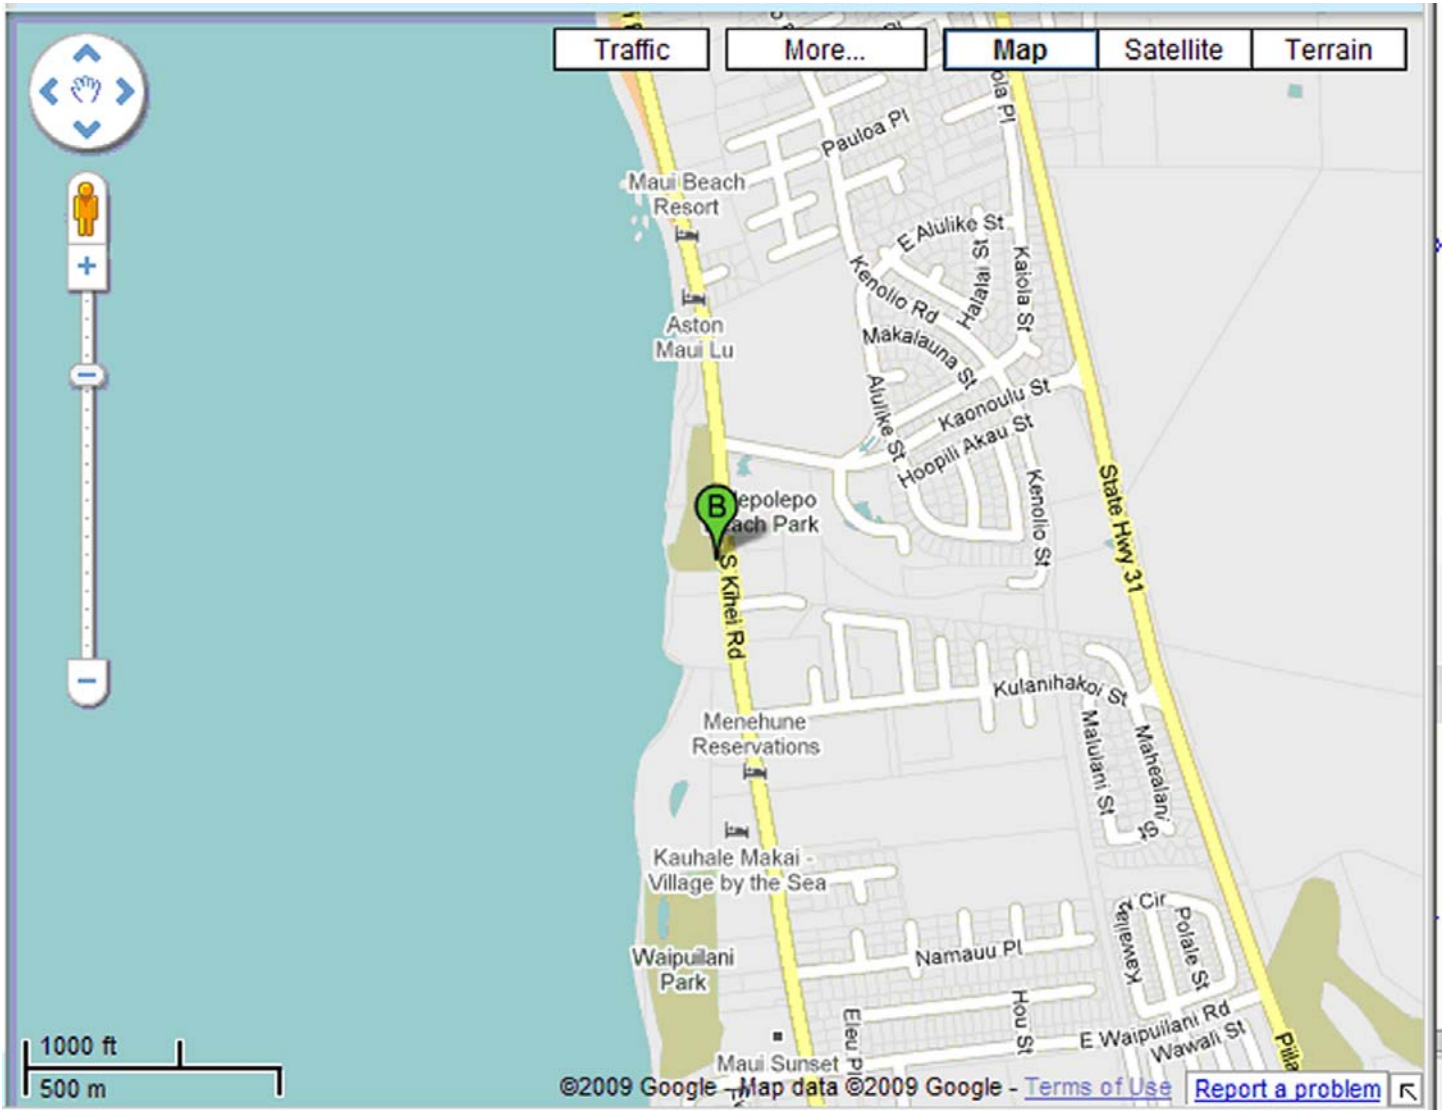 Traffic
More...
Map
Satellite
Terrain
Pauloa Pl
Maui Beach
Resort
E Alulike St
Halalai St
Kaiola St
Kenolio Rd
Aston
Maui Lu
Makalauna St
Alulike St
Kaonoulu St
Hoopili Akau St
Kenolio St
State Hwy 31
B
Beach Park
S Kihei Rd
Kulanihakoi St
Menehune
Reservations
Malulani St
Mahealani St
Kauhale Makai -
Village by the Sea
Waipuilani
Park
Namauu Pl
Kawailani Cir
Polale St
Hou St
Eleu Pl
E Waipuilani Rd
Wawali St
Maui Sunset
1000 ft
500 m
©2009 Google - Map data ©2009 Google - Terms of Use
Report a problem